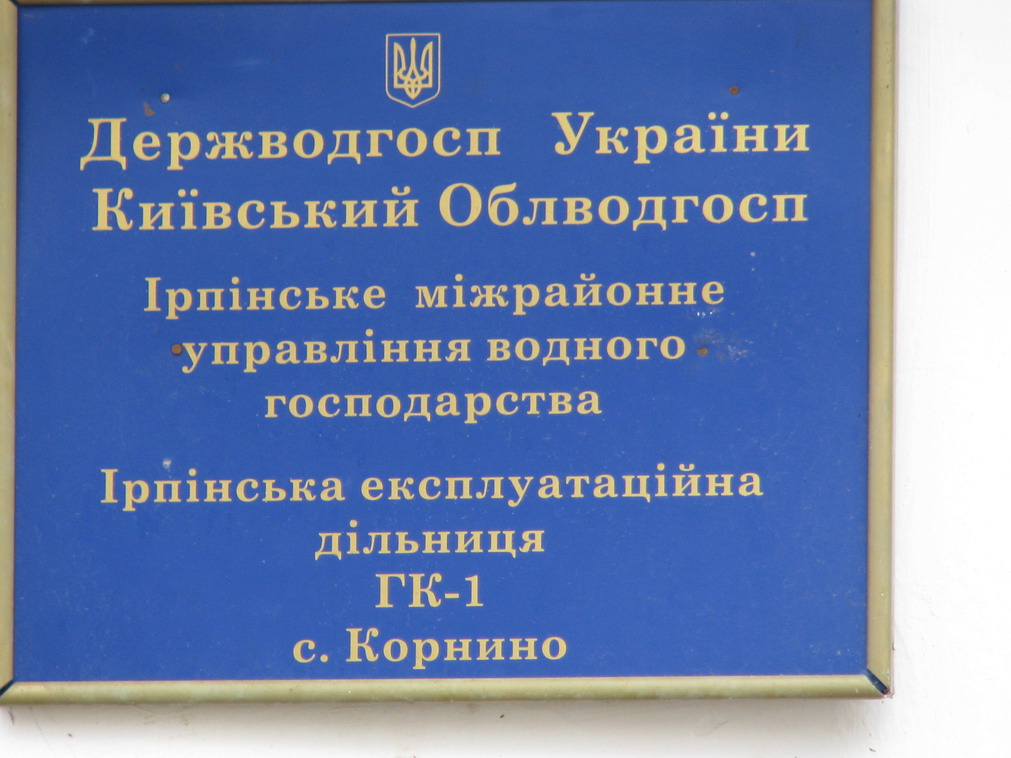 Держводгосп України
Київський Облводгосп
Ірпінське міжрайонне
управління водного
господарства
Ірпінська експлуатаційна
дільниця
ГК-1
с. Корнино